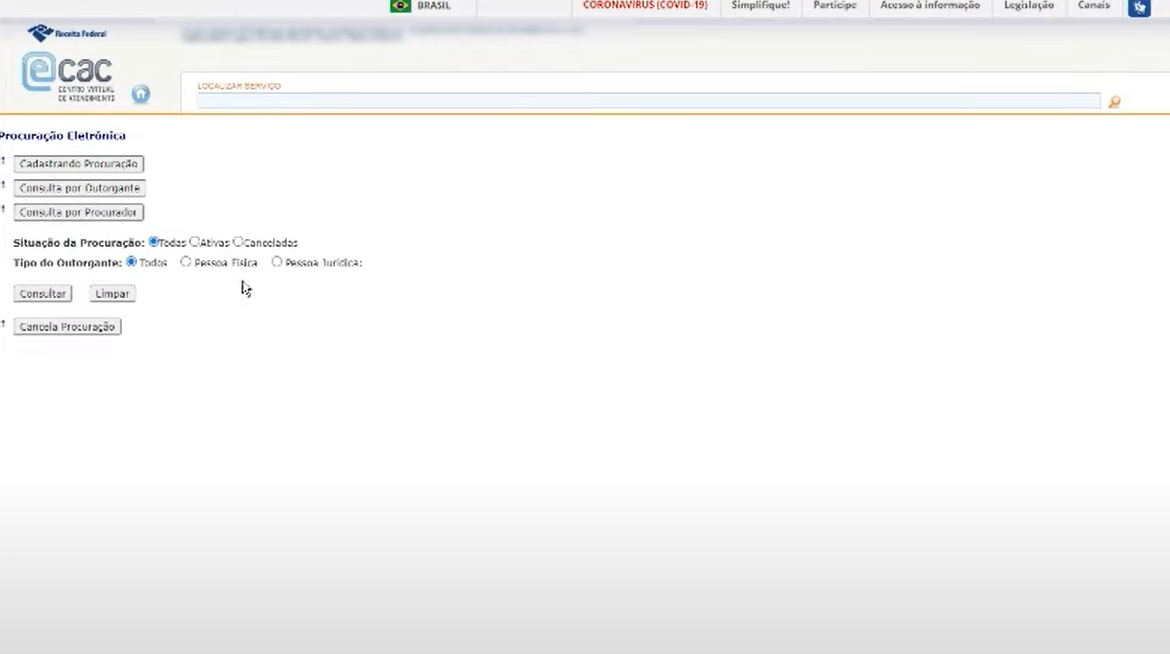 BRASIL CORONAVÍRUS (COVID-19) Simplifique! Participe Acesso à informação Legislação Canais
Receita Federal
ecac
CENTRO VIRTUAL
DE ATENDIMENTO
LOCALIZAR SERVIÇO
Procuração Eletrônica
Cadastrando Procuração
Consulta por Outorgante
Consulta por Procurador
Situação da Procuração: Todas Ativas Canceladas
Tipo do Outorgante: Todos Pessoa Física Pessoa Jurídica:
Consultar Limpar
Cancela Procuração